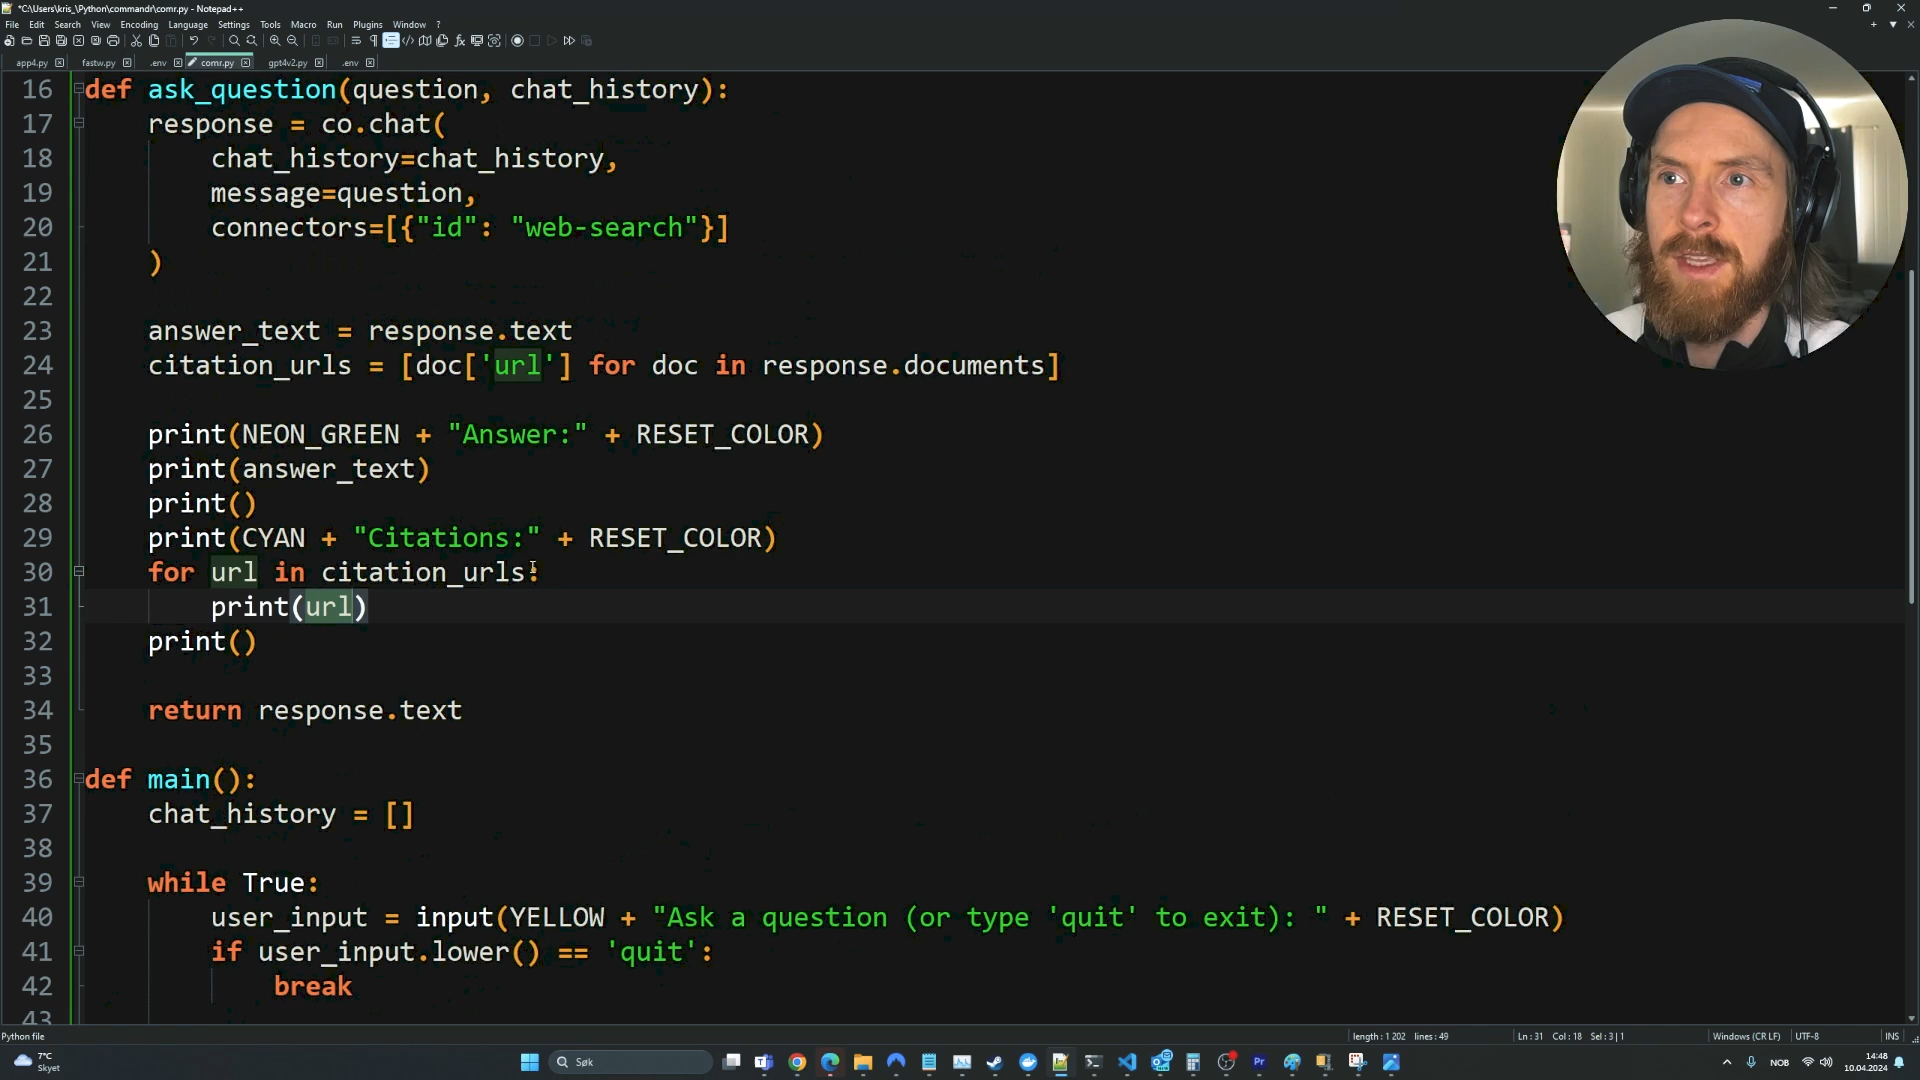 *C:\Users\kris_\Python\commandr\comr.py - Notepad++
File Edit Search View Encoding Language Settings Tools Macro Run Plugins Window ?
app4.py fastw.py .env comr.py gpt4v2.py .env
16 def ask_question(question, chat_history):
17 response = co.chat(
18 chat_history=chat_history,
19 message=question,
20 connectors=[{"id": "web-search"}]
21 )
22
23 answer_text = response.text
24 citation_urls = [doc['url'] for doc in response.documents]
25
26 print(NEON_GREEN + "Answer:" + RESET_COLOR)
27 print(answer_text)
28 print()
29 print(CYAN + "Citations:" + RESET_COLOR)
30 for url in citation_urls:
31 print(url)
32 print()
33
34 return response.text
35
36 def main():
37 chat_history = []
38
39 while True:
40 user_input = input(YELLOW + "Ask a question (or type 'quit' to exit): " + RESET_COLOR)
41 if user_input.lower() == 'quit':
42 break
43
Python file length : 1 202 lines : 49 Ln : 31 Col : 18 Sel : 3 | 1 Windows (CR LF) UTF-8 INS
7°C
Skyet
Søk
NOB
14:48
10.04.2024